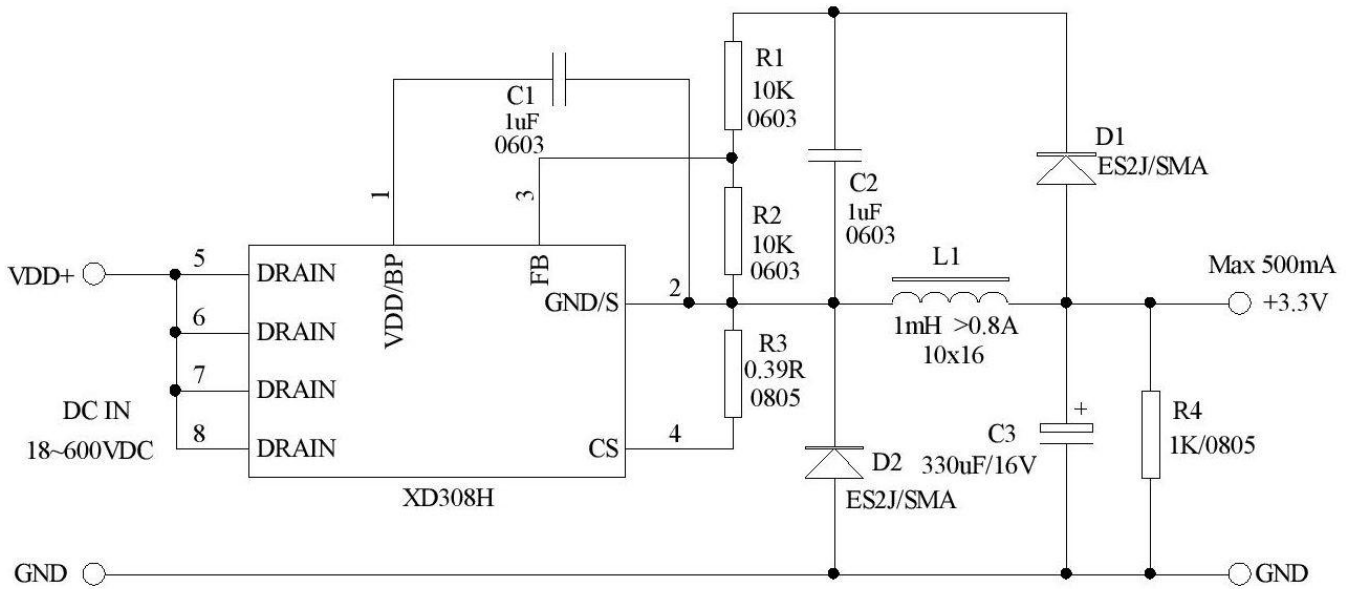 R1
10K
0603
C1
1uF
0603
D1
ES2J/SMA
C2
1uF
0603
1
3
R2
10K
0603
VDD+
5
DRAIN
VDD/BP
FB
GND/S
2
L1
1mH >0.8A
10x16
Max 500mA
+3.3V
6
DRAIN
7
DRAIN
R3
0.39R
0805
DC IN
18~600VDC
8
DRAIN
CS
4
XD308H
D2
ES2J/SMA
C3
+
330uF/16V
R4
1K/0805
GND
GND